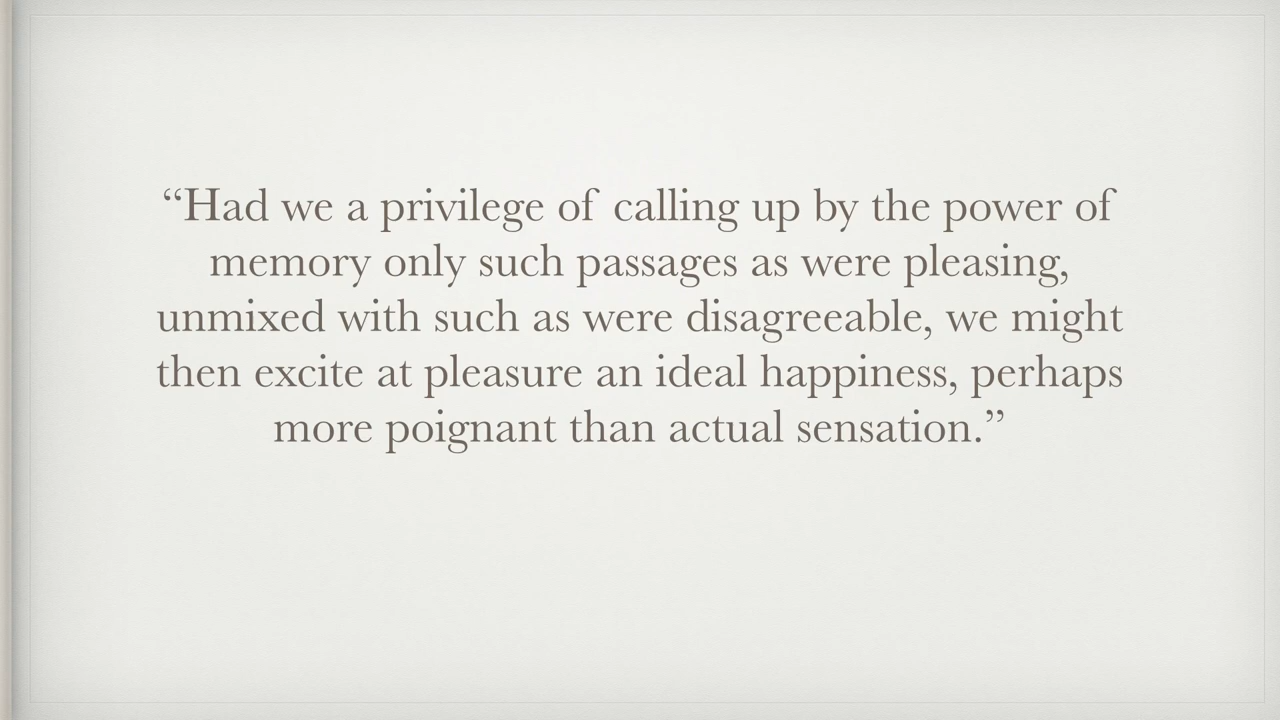 “Had we a privilege of calling up by the power of
memory only such passages as were pleasing,
unmixed with such as were disagreeable, we might
then excite at pleasure an ideal happiness, perhaps
more poignant than actual sensation.”